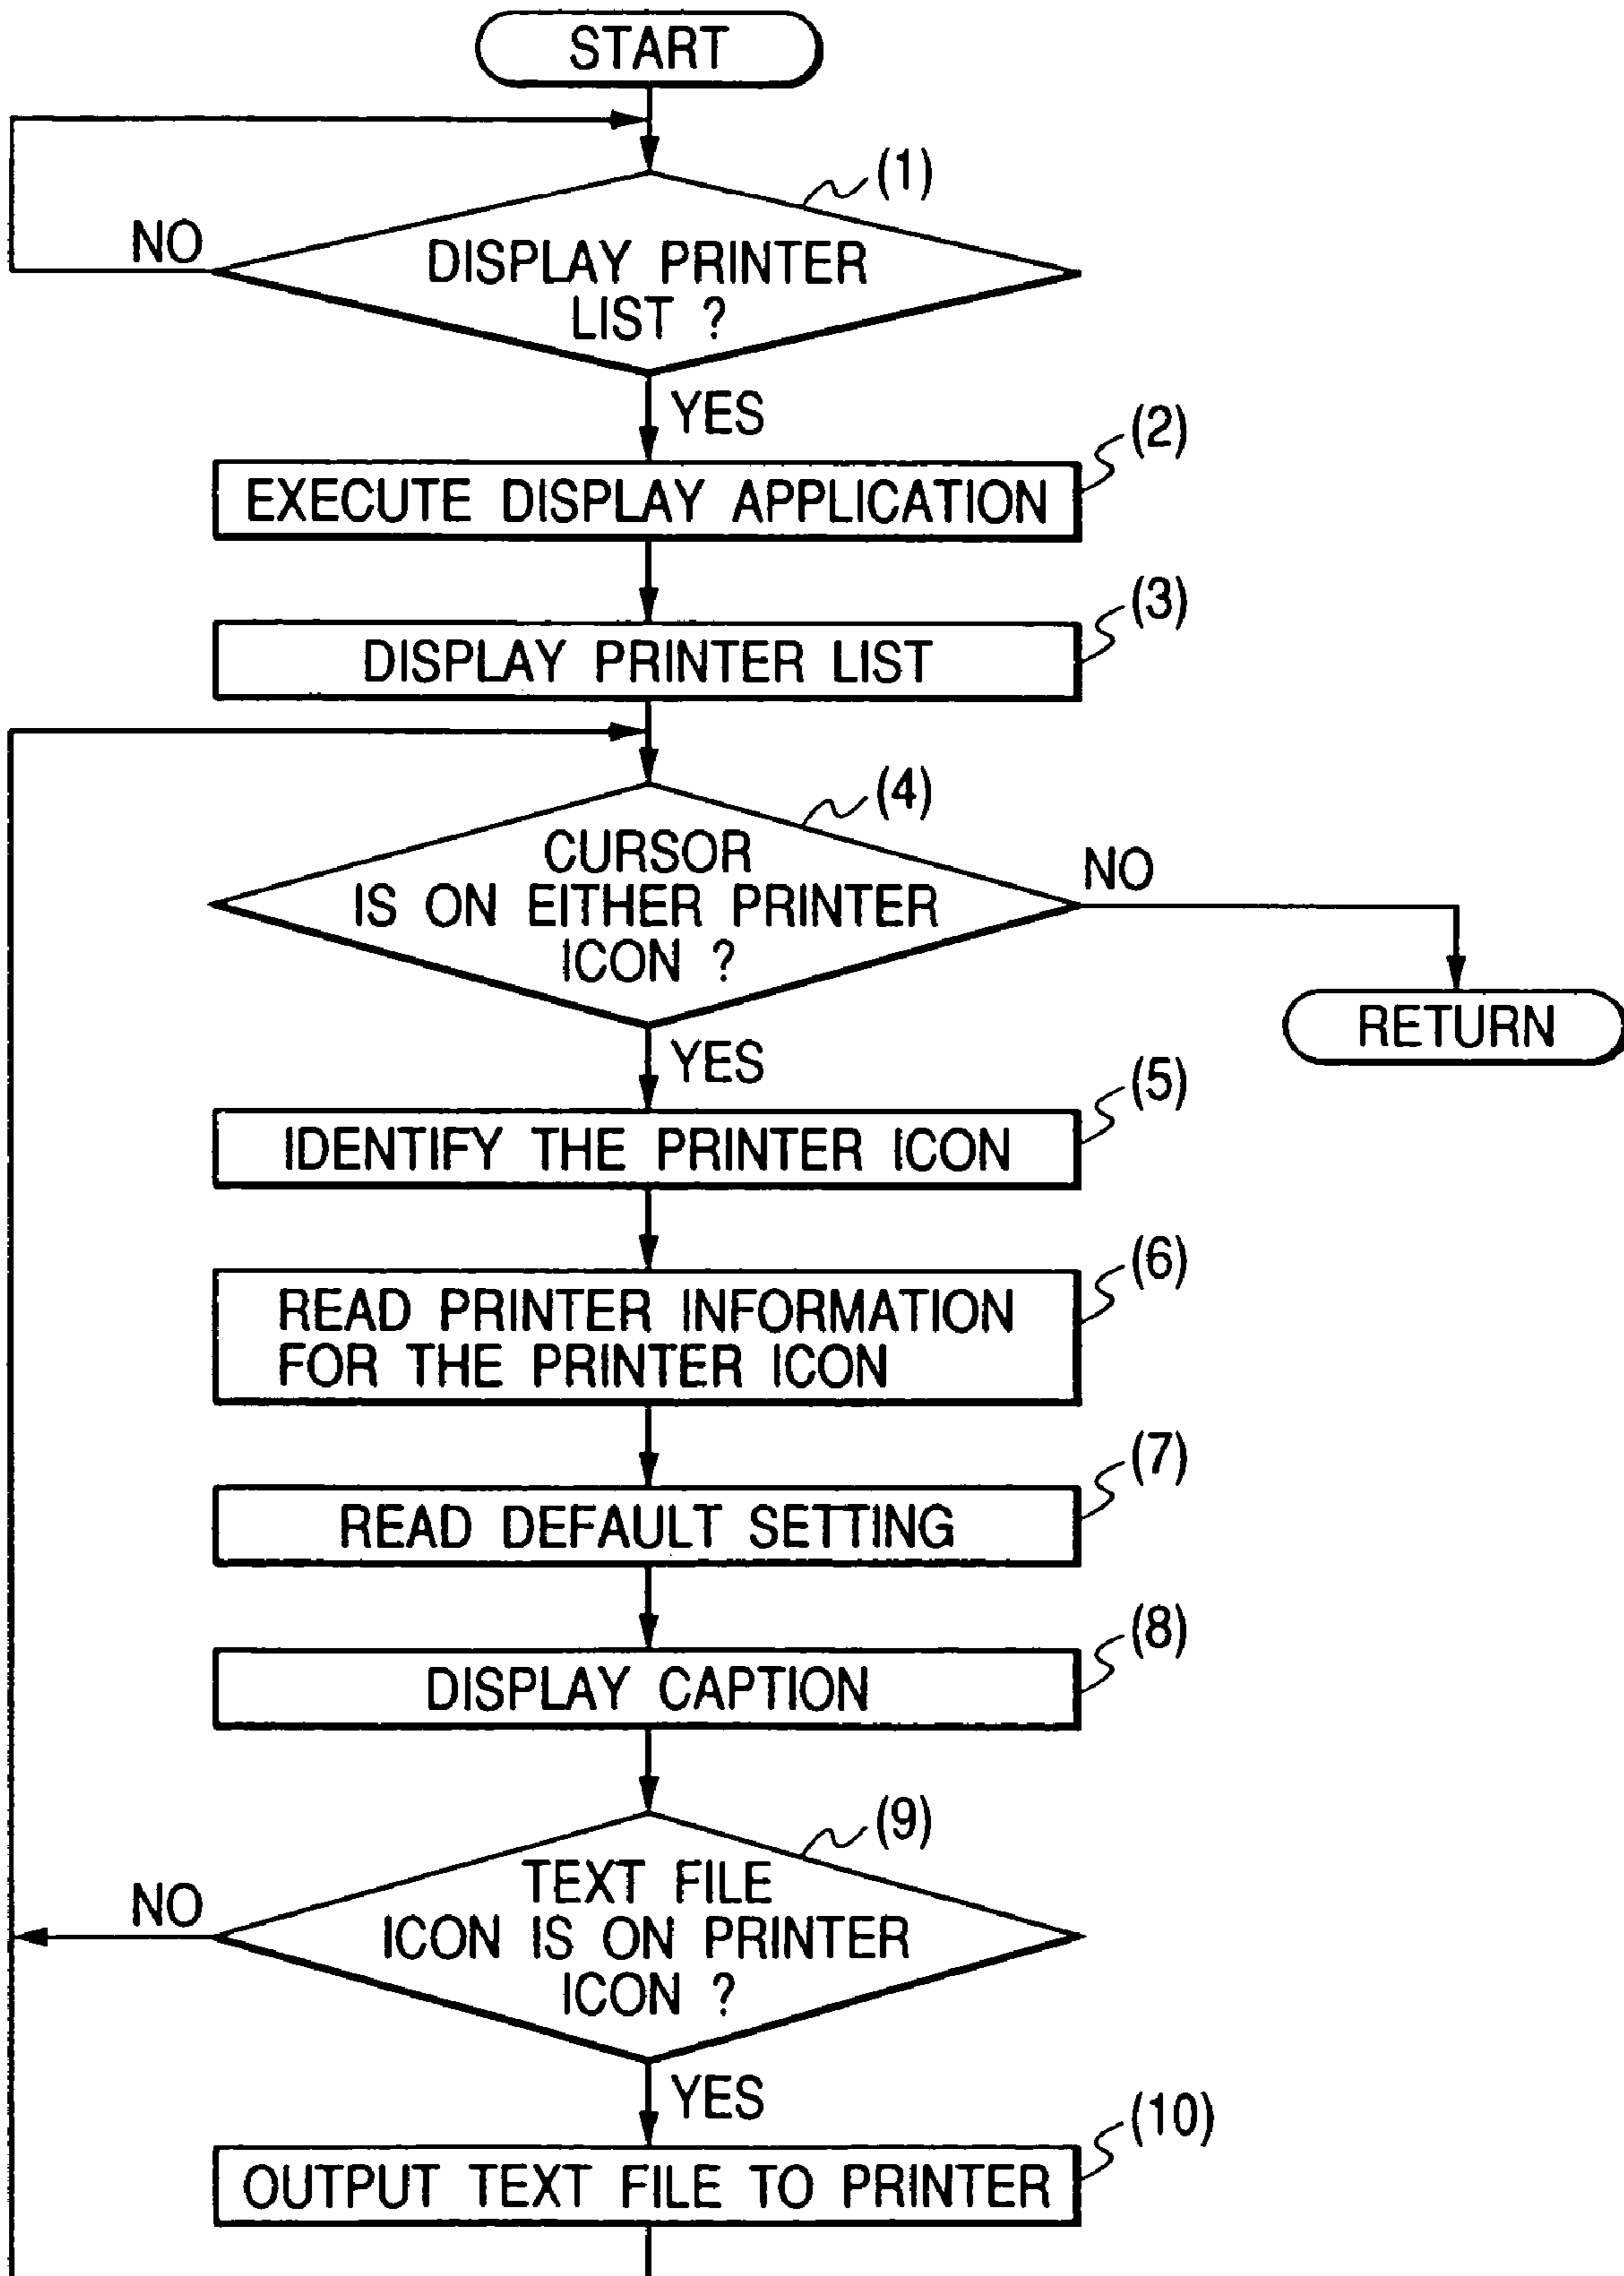 START
(1)
NO
DISPLAY PRINTER
LIST ?
YES
(2)
EXECUTE DISPLAY APPLICATION
(3)
DISPLAY PRINTER LIST
(4)
CURSOR
IS ON EITHER PRINTER
ICON ?
NO
RETURN
YES
(5)
IDENTIFY THE PRINTER ICON
(6)
READ PRINTER INFORMATION
FOR THE PRINTER ICON
(7)
READ DEFAULT SETTING
(8)
DISPLAY CAPTION
(9)
NO
TEXT FILE
ICON IS ON PRINTER
ICON ?
YES
(10)
OUTPUT TEXT FILE TO PRINTER